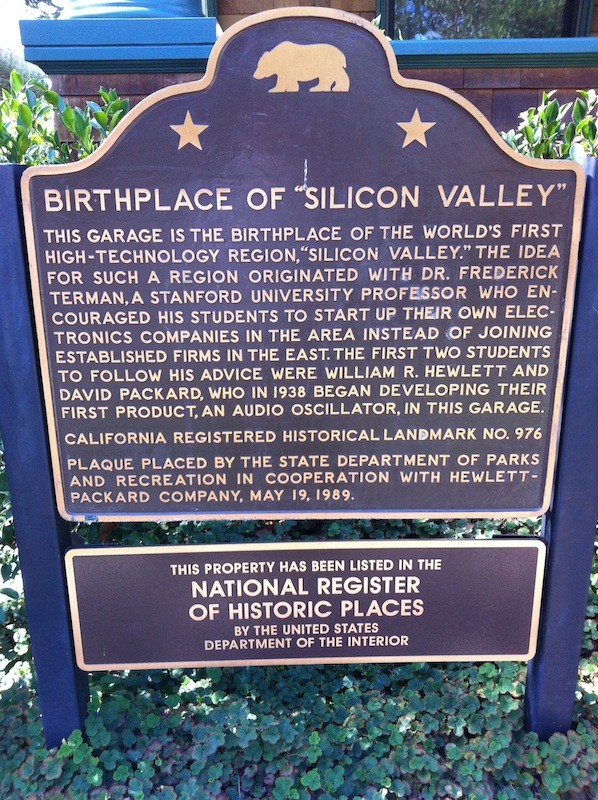 BIRTHPLACE OF "SILICON VALLEY"
THIS GARAGE IS THE BIRTHPLACE OF THE WORLD'S FIRST
HIGH-TECHNOLOGY REGION, "SILICON VALLEY." THE IDEA
FOR SUCH A REGION ORIGINATED WITH DR. FREDERICK
TERMAN, A STANFORD UNIVERSITY PROFESSOR WHO EN-
COURAGED HIS STUDENTS TO START UP THEIR OWN ELEC-
TRONICS COMPANIES IN THE AREA INSTEAD OF JOINING
ESTABLISHED FIRMS IN THE EAST. THE FIRST TWO STUDENTS
TO FOLLOW HIS ADVICE WERE WILLIAM R. HEWLETT AND
DAVID PACKARD, WHO IN 1938 BEGAN DEVELOPING THEIR
FIRST PRODUCT, AN AUDIO OSCILLATOR, IN THIS GARAGE.
CALIFORNIA REGISTERED HISTORICAL LANDMARK NO. 976
PLAQUE PLACED BY THE STATE DEPARTMENT OF PARKS
AND RECREATION IN COOPERATION WITH HEWLETT-
PACKARD COMPANY, MAY 19, 1989.
THIS PROPERTY HAS BEEN LISTED IN THE
NATIONAL REGISTER
OF HISTORIC PLACES
BY THE UNITED STATES
DEPARTMENT OF THE INTERIOR